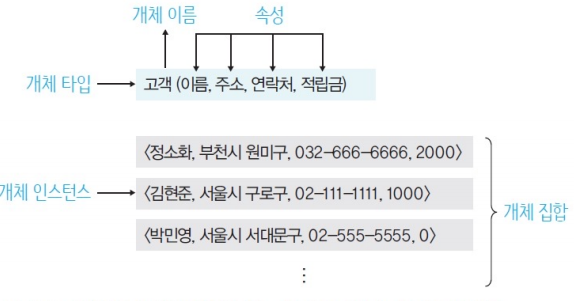 개체 이름 속성
개체 타입 고객 (이름, 주소, 연락처, 적립금)
〈정소화, 부천시 원미구, 032-666-6666, 2000〉
개체 인스턴스 〈김현준, 서울시 구로구, 02-111-1111, 1000〉
개체 집합
〈박민영, 서울시 서대문구, 02-555-5555, 0〉
⋮